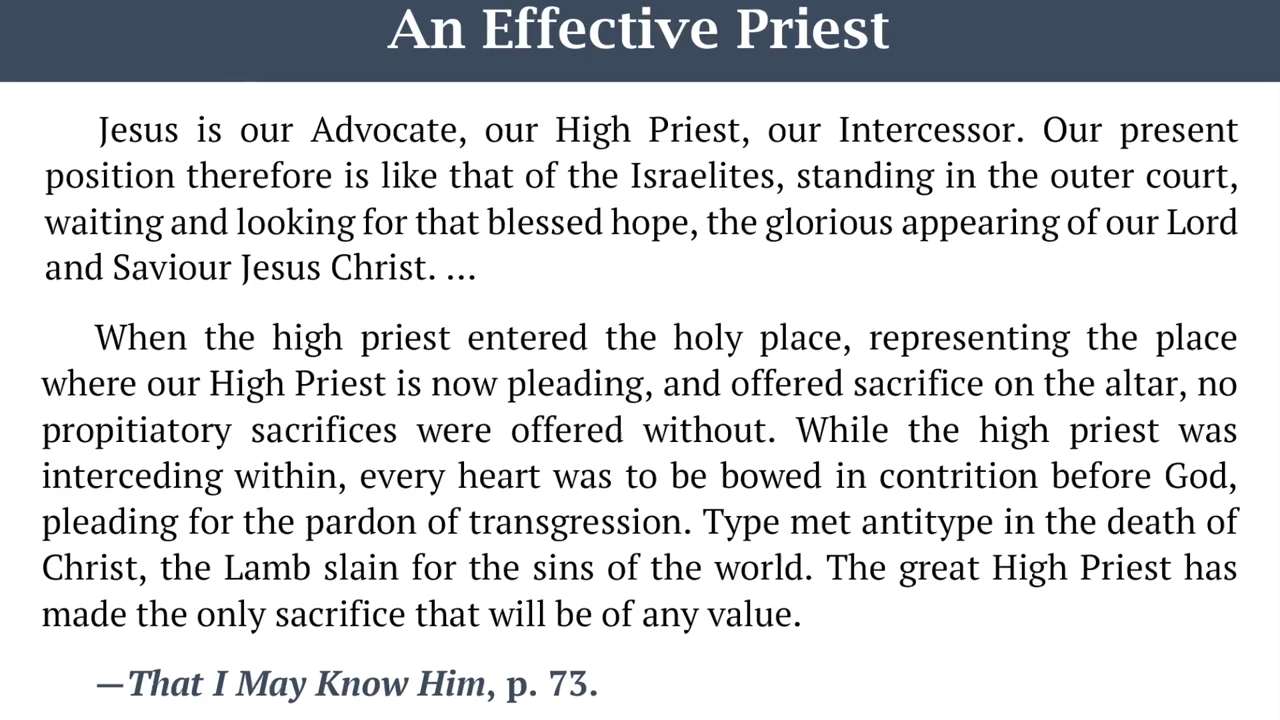 An Effective Priest
Jesus is our Advocate, our High Priest, our Intercessor. Our present
position therefore is like that of the Israelites, standing in the outer court,
waiting and looking for that blessed hope, the glorious appearing of our Lord
and Saviour Jesus Christ. ...
When the high priest entered the holy place, representing the place
where our High Priest is now pleading, and offered sacrifice on the altar, no
propitiatory sacrifices were offered without. While the high priest was
interceding within, every heart was to be bowed in contrition before God,
pleading for the pardon of transgression. Type met antitype in the death of
Christ, the Lamb slain for the sins of the world. The great High Priest has
made the only sacrifice that will be of any value.
—That I May Know Him, p. 73.